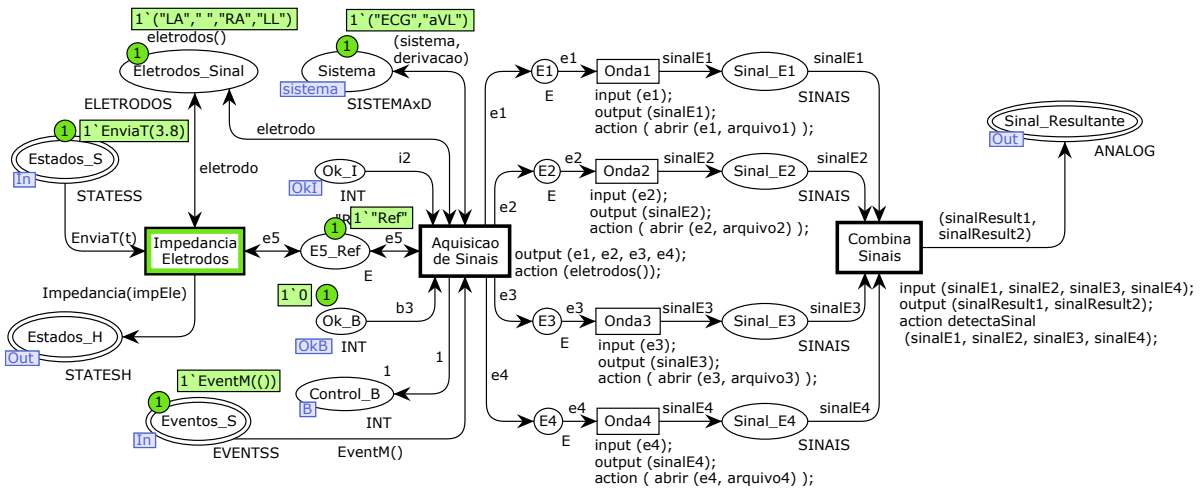 1`("LA"," ","RA","LL")
1
eletrodos()
Eletrodos_Sinal
ELETRODOS
1`("ECG","aVL")
1
(sistema,
derivacao)
Sistema
sistema
SISTEMAxD
1
1`EnviaT(3.8)
Estados_S
In
STATESS
eletrodo
eletrodo
EnviaT(t)
Impedancia
Eletrodos
Impedancia(impEle)
Estados_H
Out
STATESH
Ok_I
OkI
INT
i2
1
1`"Ref"
e5
E5_Ref
e5
E
1`0
1
Ok_B
OkB
INT
b3
1
1
Control_B
B
INT
1`EventM(())
1
Eventos_S
In
EVENTSS
EventM()
Aquisicao
de Sinais
output (e1, e2, e3, e4);
action (eletrodos());
e1
e2
e3
e4
E1
E
e1
Onda1
sinalE1
Sinal_E1
sinalE1
SINAIS
input (e1);
output (sinalE1);
action ( abrir (e1, arquivo1) );
E2
E
e2
Onda2
sinalE2
Sinal_E2
sinalE2
SINAIS
input (e2);
output (sinalE2);
action ( abrir (e2, arquivo2) );
E3
E
e3
Onda3
sinalE3
Sinal_E3
sinalE3
SINAIS
input (e3);
output (sinalE3);
action ( abrir (e3, arquivo3) );
E4
E
e4
Onda4
sinalE4
Sinal_E4
sinalE4
SINAIS
input (e4);
output (sinalE4);
action ( abrir (e4, arquivo4) );
Combina
Sinais
input (sinalE1, sinalE2, sinalE3, sinalE4);
output (sinalResult1, sinalResult2);
action detectaSinal
(sinalE1, sinalE2, sinalE3, sinalE4);
(sinalResult1,
sinalResult2)
Sinal_Resultante
Out
ANALOG